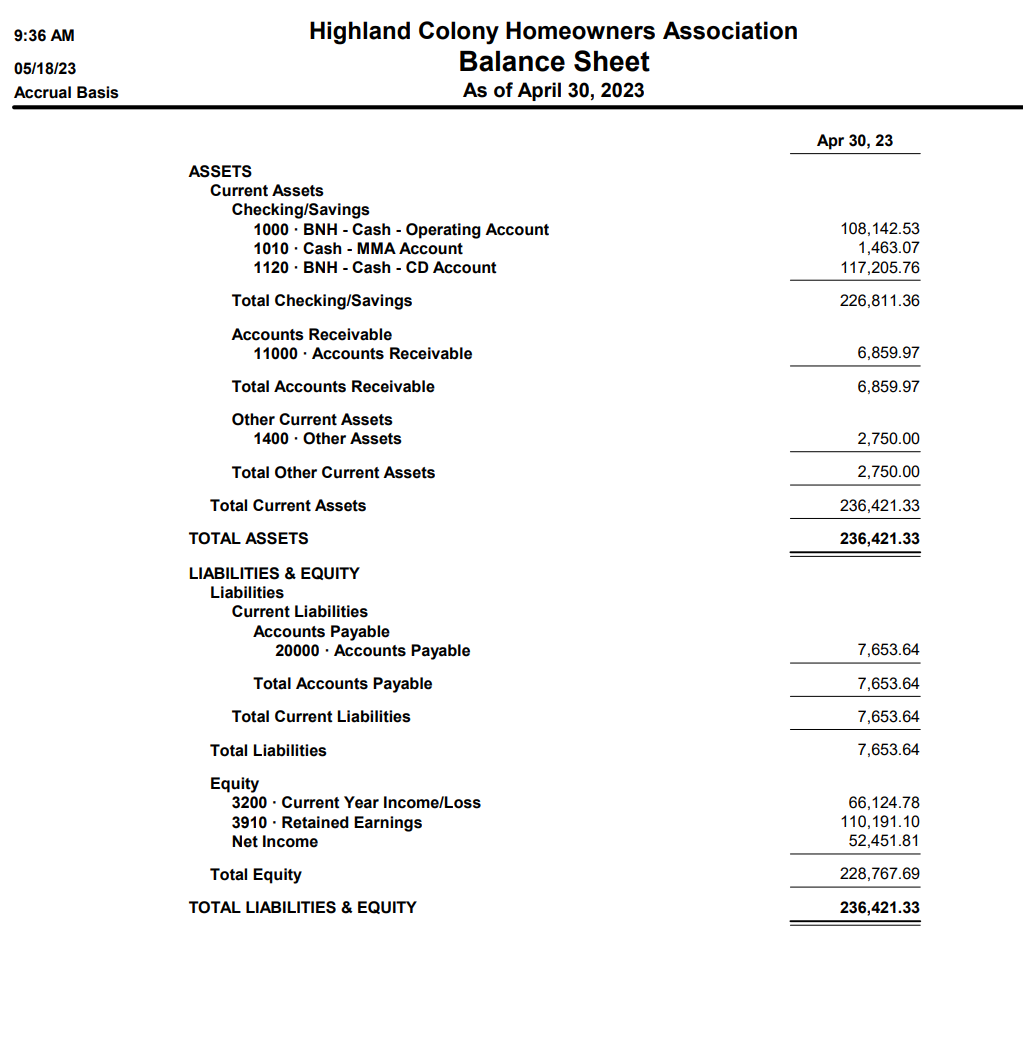 9:36 AM
Highland Colony Homeowners Association
05/18/23
Balance Sheet
Accrual Basis
As of April 30, 2023
Apr 30, 23
ASSETS
Current Assets
Checking/Savings
1000 · BNH - Cash - Operating Account 108,142.53
1010 · Cash - MMA Account 1,463.07
1120 · BNH - Cash - CD Account 117,205.76
Total Checking/Savings 226,811.36
Accounts Receivable
11000 · Accounts Receivable 6,859.97
Total Accounts Receivable 6,859.97
Other Current Assets
1400 · Other Assets 2,750.00
Total Other Current Assets 2,750.00
Total Current Assets 236,421.33
TOTAL ASSETS 236,421.33
LIABILITIES & EQUITY
Liabilities
Current Liabilities
Accounts Payable
20000 · Accounts Payable 7,653.64
Total Accounts Payable 7,653.64
Total Current Liabilities 7,653.64
Total Liabilities 7,653.64
Equity
3200 · Current Year Income/Loss 66,124.78
3910 · Retained Earnings 110,191.10
Net Income 52,451.81
Total Equity 228,767.69
TOTAL LIABILITIES & EQUITY 236,421.33